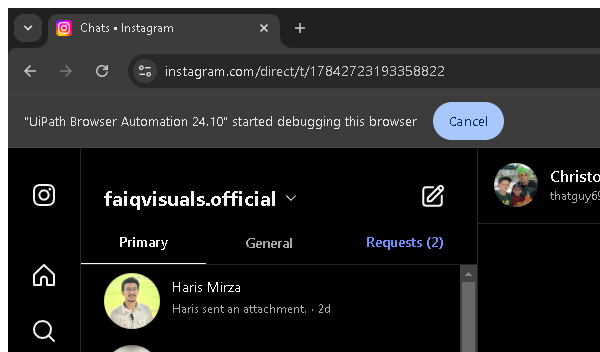 Chats • Instagram
instagram.com/direct/t/17842723193358822
"UiPath Browser Automation 24.10" started debugging this browser
Cancel
faiqvisuals.official
Christo
thatguy69
Primary
General
Requests (2)
Haris Mirza
Haris sent an attachment. · 2d